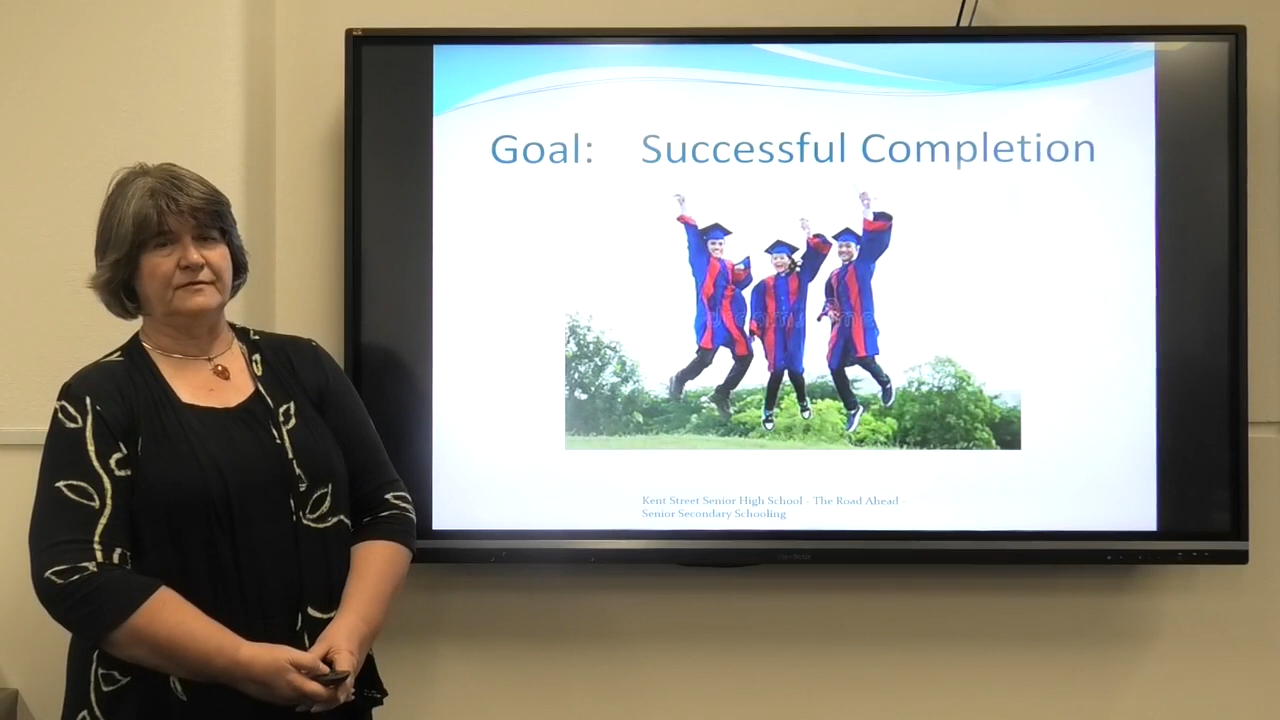 Goal: Successful Completion
Kent Street Senior High School - The Road Ahead -
Senior Secondary Schooling